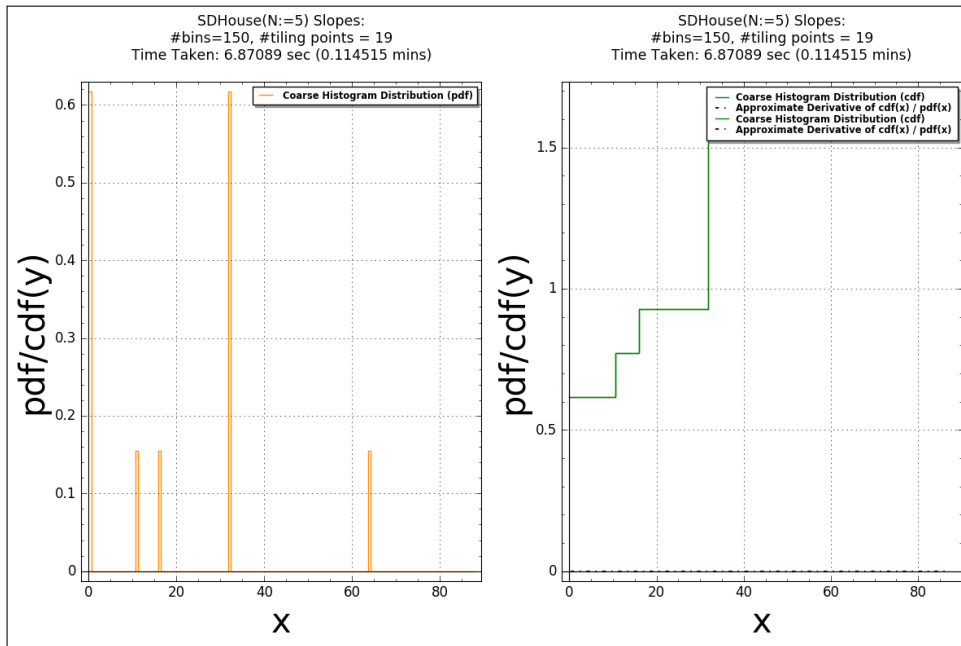 SDHouse(N:=5) Slopes:
#bins=150, #tiling points = 19
Time Taken: 6.87089 sec (0.114515 mins)
Coarse Histogram Distribution (pdf)
pdf/cdf(y)
0.6
0.5
0.4
0.3
0.2
0.1
0
0 20 40 60 80
x
SDHouse(N:=5) Slopes:
#bins=150, #tiling points = 19
Time Taken: 6.87089 sec (0.114515 mins)
Coarse Histogram Distribution (cdf)
Approximate Derivative of cdf(x) / pdf(x)
Coarse Histogram Distribution (cdf)
Approximate Derivative of cdf(x) / pdf(x)
pdf/cdf(y)
1.5
1
0.5
0
0 20 40 60 80
x